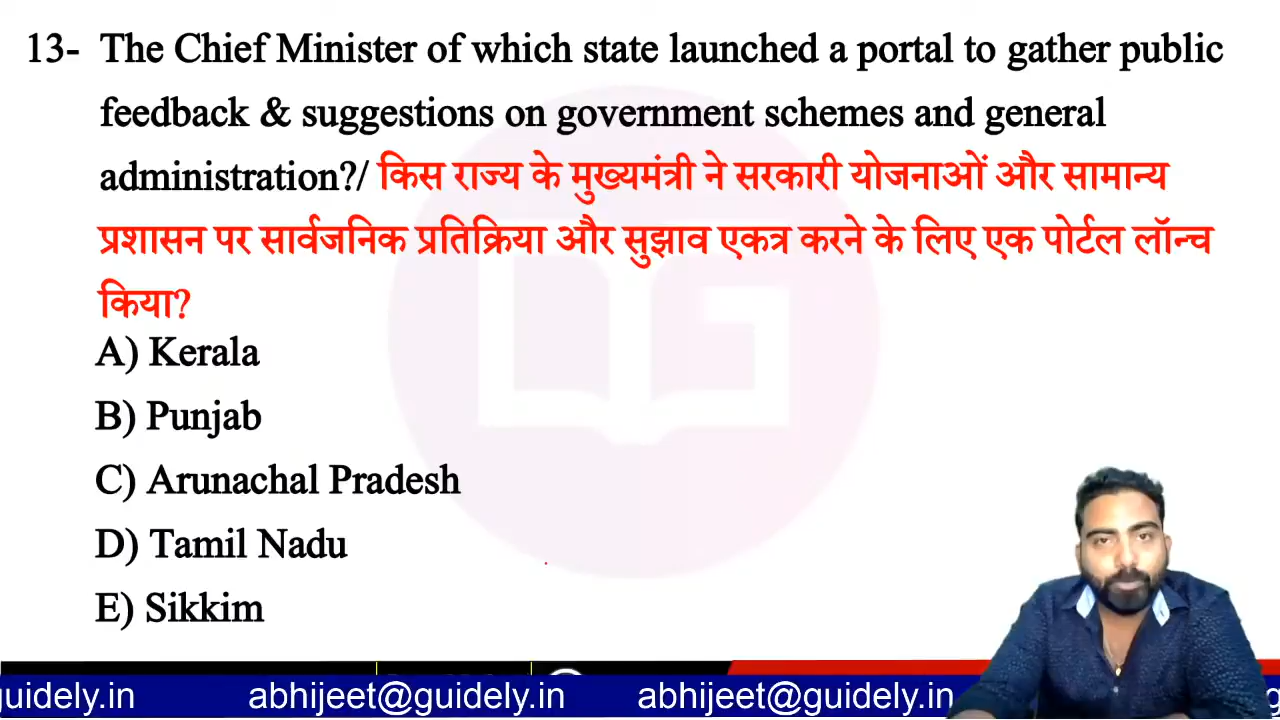 13- The Chief Minister of which state launched a portal to gather public
feedback & suggestions on government schemes and general
administration?/ किस राज्य के मुख्यमंत्री ने सरकारी योजनाओं और सामान्य
प्रशासन पर सार्वजनिक प्रतिक्रिया और सुझाव एकत्र करने के लिए एक पोर्टल लॉन्च
किया?
A) Kerala
B) Punjab
C) Arunachal Pradesh
D) Tamil Nadu
E) Sikkim
guidely.in abhijeet@guidely.in abhijeet@guidely.in